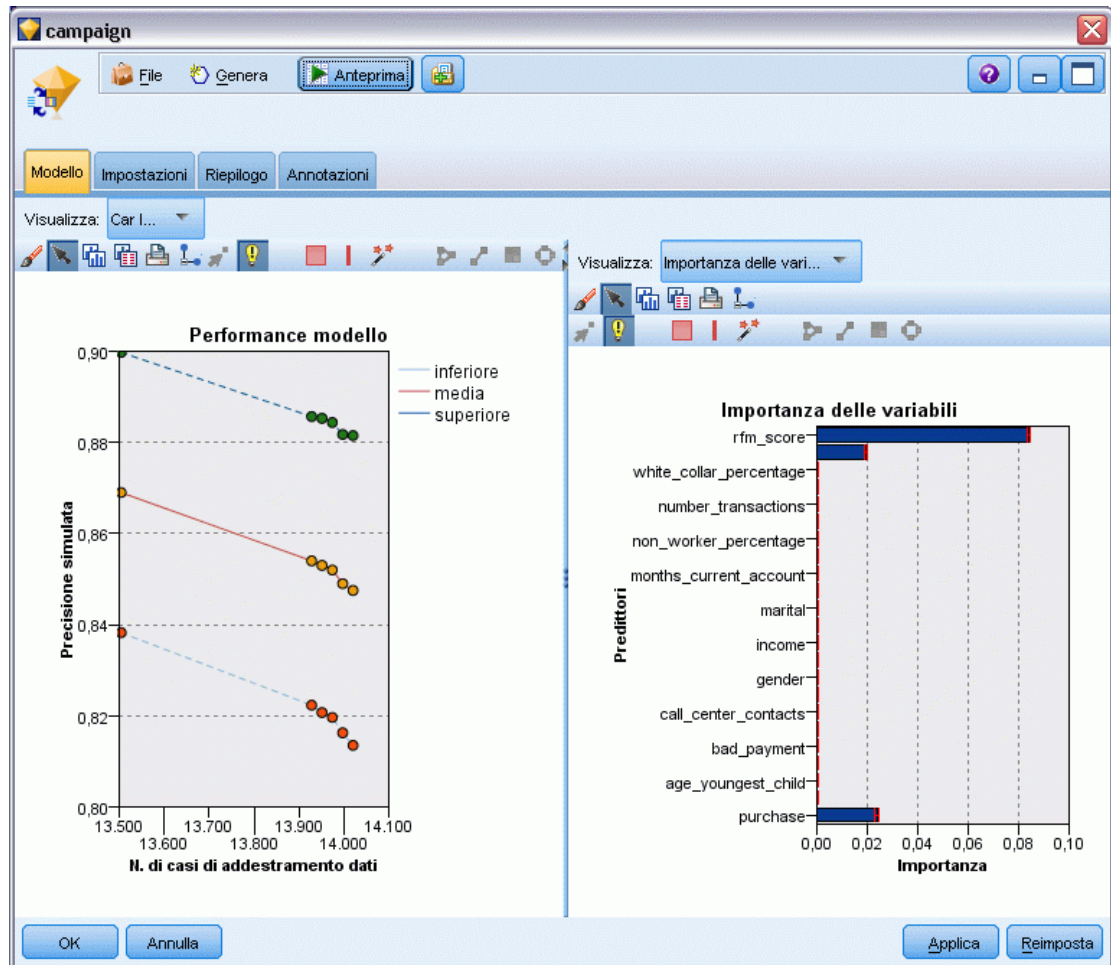 campaign
File Genera Anteprima
Modello Impostazioni Riepilogo Annotazioni
Visualizza: Car l...
Performance modello
0,90
0,88
0,86
0,84
0,82
0,80
Precisione simulata
13.500 13.700 13.900 14.100
13.600 13.800 14.000
N. di casi di addestramento dati
inferiore
media
superiore
Visualizza: Importanza delle vari...
Importanza delle variabili
Predittori
rfm_score
white_collar_percentage
number_transactions
non_worker_percentage
months_current_account
marital
income
gender
call_center_contacts
bad_payment
age_youngest_child
purchase
0,00 0,02 0,04 0,06 0,08 0,10
Importanza
OK Annulla Applica Reimposta